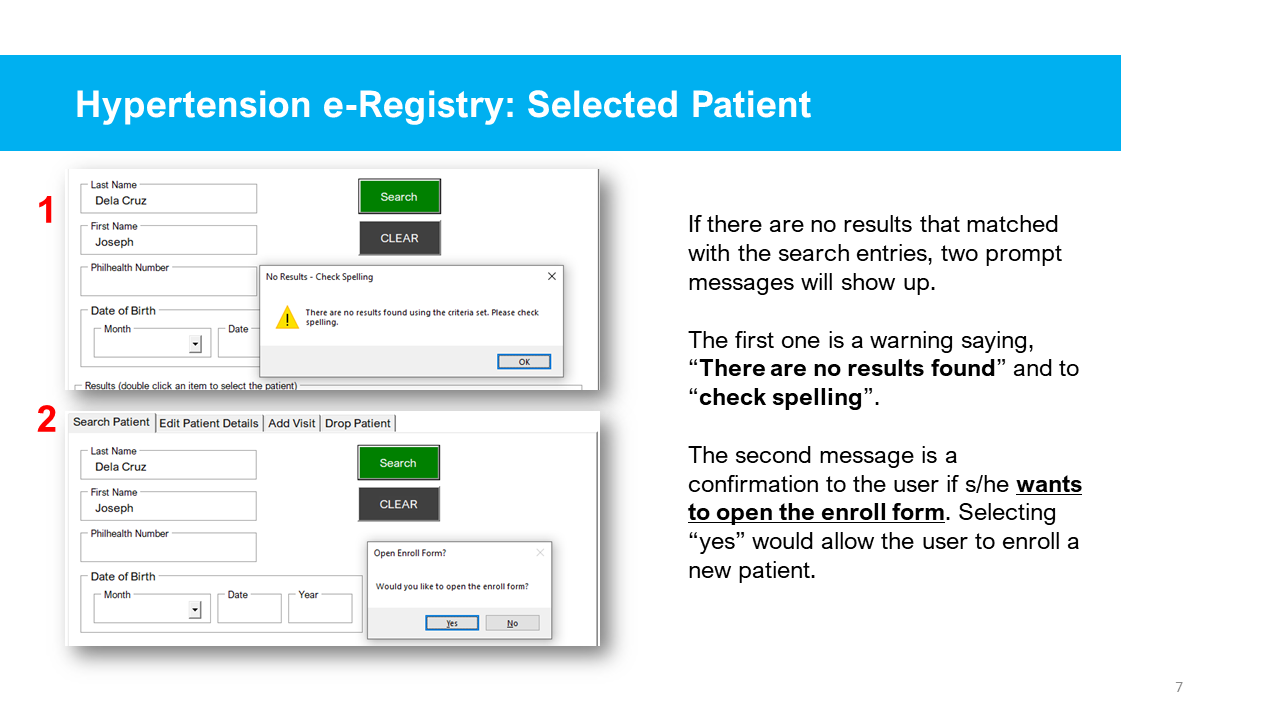 Hypertension e-Registry: Selected Patient
1
Last Name
Dela Cruz
Search
First Name
Joseph
CLEAR
Philhealth Number
No Results - Check Spelling
There are no results found using the criteria set. Please check
spelling.
OK
Date of Birth
Month
Date
Results (double click an item to select the patient)
2
Search Patient Edit Patient Details Add Visit Drop Patient
Last Name
Dela Cruz
Search
First Name
Joseph
CLEAR
Philhealth Number
Date of Birth
Month Date Year
Open Enroll Form?
Would you like to open the enroll form?
Yes No
If there are no results that matched
with the search entries, two prompt
messages will show up.
The first one is a warning saying,
“There are no results found” and to
“check spelling”.
The second message is a
confirmation to the user if s/he wants
to open the enroll form. Selecting
“yes” would allow the user to enroll a
new patient.
7